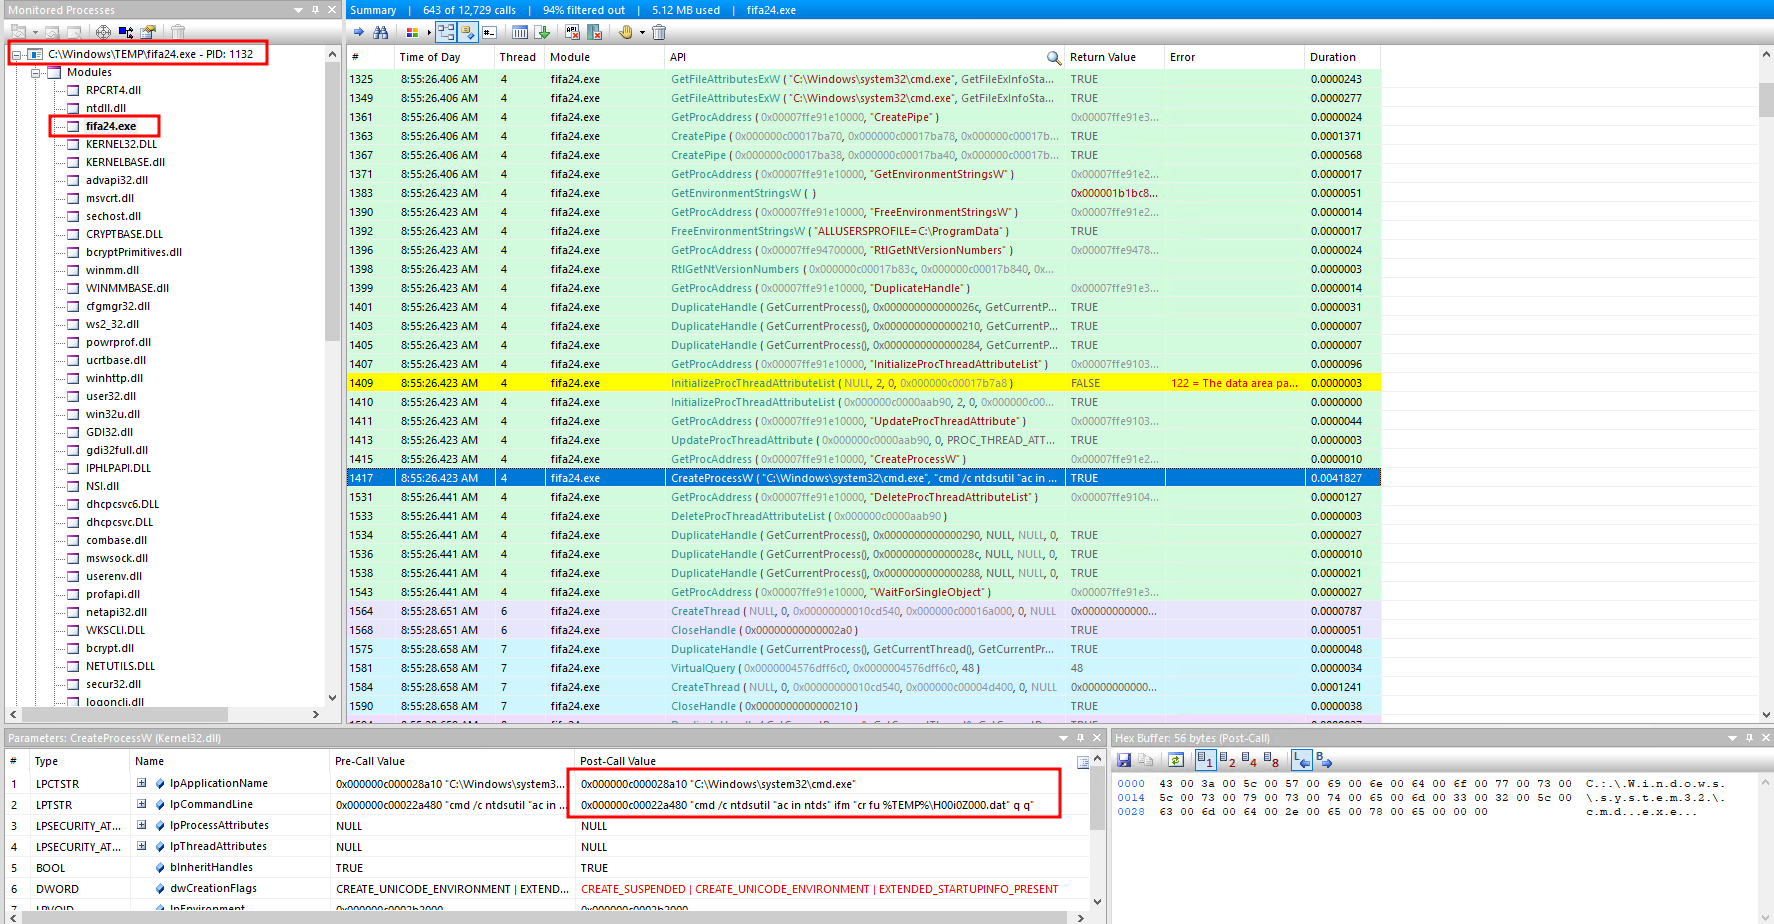 Monitored Processes
C:\Windows\TEMP\fifa24.exe - PID: 1132
Modules
RPCRT4.dll
ntdll.dll
fifa24.exe
KERNEL32.DLL
KERNELBASE.dll
advapi32.dll
msvcrt.dll
sechost.dll
CRYPTBASE.DLL
bcryptPrimitives.dll
winmm.dll
WINMMBASE.dll
cfgmgr32.dll
ws2_32.dll
powrprof.dll
ucrtbase.dll
winhttp.dll
user32.dll
win32u.dll
GDI32.dll
gdi32full.dll
IPHLPAPI.DLL
NSI.dll
dhcpcsvc6.DLL
dhcpcsvc.DLL
combase.dll
mswsock.dll
userenv.dll
profapi.dll
netapi32.dll
WKSCLI.DLL
bcrypt.dll
NETUTILS.DLL
secur32.dll
logoncli.dll
Summary | 643 of 12,729 calls | 94% filtered out | 5.12 MB used | fifa24.exe
# Time of Day Thread Module API Return Value Error Duration
1325 8:55:26.406 AM 4 fifa24.exe GetFileAttributesExW ( "C:\Windows\system32\cmd.exe", GetFileExInfoSta... TRUE 0.0000243
1349 8:55:26.406 AM 4 fifa24.exe GetFileAttributesExW ( "C:\Windows\system32\cmd.exe", GetFileExInfoSta... TRUE 0.0000277
1361 8:55:26.406 AM 4 fifa24.exe GetProcAddress ( 0x00007ffe91e10000, "CreatePipe" ) 0x00007ffe91e3... 0.0000024
1363 8:55:26.406 AM 4 fifa24.exe CreatePipe ( 0x000000c00017ba70, 0x000000c00017ba78, 0x000000c00017b... TRUE 0.0001371
1367 8:55:26.406 AM 4 fifa24.exe CreatePipe ( 0x000000c00017ba38, 0x000000c00017ba40, 0x000000c00017b... TRUE 0.0000568
1371 8:55:26.406 AM 4 fifa24.exe GetProcAddress ( 0x00007ffe91e10000, "GetEnvironmentStringsW" ) 0x00007ffe91e2... 0.0000017
1383 8:55:26.423 AM 4 fifa24.exe GetEnvironmentStringsW ( ) 0x000001b1bc8... 0.0000051
1390 8:55:26.423 AM 4 fifa24.exe GetProcAddress ( 0x00007ffe91e10000, "FreeEnvironmentStringsW" ) 0x00007ffe91e2... 0.0000014
1392 8:55:26.423 AM 4 fifa24.exe FreeEnvironmentStringsW ( "ALLUSERSPROFILE=C:\ProgramData" ) TRUE 0.0000017
1396 8:55:26.423 AM 4 fifa24.exe GetProcAddress ( 0x00007ffe94700000, "RtlGetNtVersionNumbers" ) 0x00007ffe9478... 0.0000024
1398 8:55:26.423 AM 4 fifa24.exe RtlGetNtVersionNumbers ( 0x000000c00017b83c, 0x000000c00017b840, 0x... 0.0000003
1399 8:55:26.423 AM 4 fifa24.exe GetProcAddress ( 0x00007ffe91e10000, "DuplicateHandle" ) 0x00007ffe91e3... 0.0000014
1401 8:55:26.423 AM 4 fifa24.exe DuplicateHandle ( GetCurrentProcess(), 0x000000000000026c, GetCurrentP... TRUE 0.0000031
1403 8:55:26.423 AM 4 fifa24.exe DuplicateHandle ( GetCurrentProcess(), 0x0000000000000210, GetCurrentP... TRUE 0.0000007
1405 8:55:26.423 AM 4 fifa24.exe DuplicateHandle ( GetCurrentProcess(), 0x0000000000000284, GetCurrentP... TRUE 0.0000007
1407 8:55:26.423 AM 4 fifa24.exe GetProcAddress ( 0x00007ffe91e10000, "InitializeProcThreadAttributeList" ) 0x00007ffe9103... 0.0000096
1409 8:55:26.423 AM 4 fifa24.exe InitializeProcThreadAttributeList ( NULL, 2, 0, 0x000000c00017b7a8 ) FALSE 122 = The data area pa... 0.0000003
1410 8:55:26.423 AM 4 fifa24.exe InitializeProcThreadAttributeList ( 0x000000c0000aab90, 2, 0, 0x000000c00... TRUE 0.0000000
1411 8:55:26.423 AM 4 fifa24.exe GetProcAddress ( 0x00007ffe91e10000, "UpdateProcThreadAttribute" ) 0x00007ffe9103... 0.0000044
1413 8:55:26.423 AM 4 fifa24.exe UpdateProcThreadAttribute ( 0x000000c0000aab90, 0, PROC_THREAD_ATT... TRUE 0.0000003
1415 8:55:26.423 AM 4 fifa24.exe GetProcAddress ( 0x00007ffe91e10000, "CreateProcessW" ) 0x00007ffe91e2... 0.0000010
1417 8:55:26.423 AM 4 fifa24.exe CreateProcessW ( "C:\Windows\system32\cmd.exe", "cmd /c ntdsutil "ac in ... TRUE 0.0041827
1531 8:55:26.441 AM 4 fifa24.exe GetProcAddress ( 0x00007ffe91e10000, "DeleteProcThreadAttributeList" ) 0x00007ffe9104... 0.0000127
1533 8:55:26.441 AM 4 fifa24.exe DeleteProcThreadAttributeList ( 0x000000c0000aab90 ) 0.0000003
1534 8:55:26.441 AM 4 fifa24.exe DuplicateHandle ( GetCurrentProcess(), 0x0000000000000290, NULL, NULL, 0, TRUE 0.0000027
1536 8:55:26.441 AM 4 fifa24.exe DuplicateHandle ( GetCurrentProcess(), 0x000000000000028c, NULL, NULL, 0, TRUE 0.0000010
1538 8:55:26.441 AM 4 fifa24.exe DuplicateHandle ( GetCurrentProcess(), 0x0000000000000288, NULL, NULL, 0, TRUE 0.0000021
1543 8:55:26.441 AM 4 fifa24.exe GetProcAddress ( 0x00007ffe91e10000, "WaitForSingleObject" ) 0x00007ffe91e3... 0.0000027
1564 8:55:28.651 AM 6 fifa24.exe CreateThread ( NULL, 0, 0x00000000010cd540, 0x000000c00016a000, 0, NULL 0x00000000000... 0.0000787
1568 8:55:28.651 AM 6 fifa24.exe CloseHandle ( 0x00000000000002a0 ) TRUE 0.0000051
1575 8:55:28.658 AM 7 fifa24.exe DuplicateHandle ( GetCurrentProcess(), GetCurrentThread(), GetCurrentPr... TRUE 0.0000048
1581 8:55:28.658 AM 7 fifa24.exe VirtualQuery ( 0x0000004576dff6c0, 0x0000004576dff6c0, 48 ) 48 0.0000034
1584 8:55:28.658 AM 7 fifa24.exe CreateThread ( NULL, 0, 0x00000000010cd540, 0x000000c00004d400, 0, NULL 0x00000000000... 0.0001241
1590 8:55:28.658 AM 7 fifa24.exe CloseHandle ( 0x0000000000000210 ) TRUE 0.0000038
Parameters: CreateProcessW (Kernel32.dll)
# Type Name Pre-Call Value Post-Call Value
1 LPCTSTR lpApplicationName 0x000000c000028a10 "C:\Windows\system3... 0x000000c000028a10 "C:\Windows\system32\cmd.exe"
2 LPTSTR lpCommandLine 0x000000c00022a480 "cmd /c ntdsutil "ac in ... 0x000000c00022a480 "cmd /c ntdsutil "ac in ntds" ifm "cr fu %TEMP%\H00i0Z000.dat" q q"
3 LPSECURITY_AT... lpProcessAttributes NULL NULL
4 LPSECURITY_AT... lpThreadAttributes NULL NULL
5 BOOL bInheritHandles TRUE TRUE
6 DWORD dwCreationFlags CREATE_UNICODE_ENVIRONMENT | EXTEND... CREATE_SUSPENDED | CREATE_UNICODE_ENVIRONMENT | EXTENDED_STARTUPINFO_PRESENT
7 LPVOID lpEnvironment 0x000000c0002b2000 0x000000c0002b2000
Hex Buffer: 56 bytes (Post-Call)
1 2 4 8 L B
0000 43 00 3a 00 5c 00 57 00 69 00 6e 00 64 00 6f 00 77 00 73 00 C.:.\.W.i.n.d.o.w.s.
0014 5c 00 73 00 79 00 73 00 74 00 65 00 6d 00 33 00 32 00 5c 00 \.s.y.s.t.e.m.3.2.\.
0028 63 00 6d 00 64 00 2e 00 65 00 78 00 65 00 00 00 c.m.d...e.x.e...